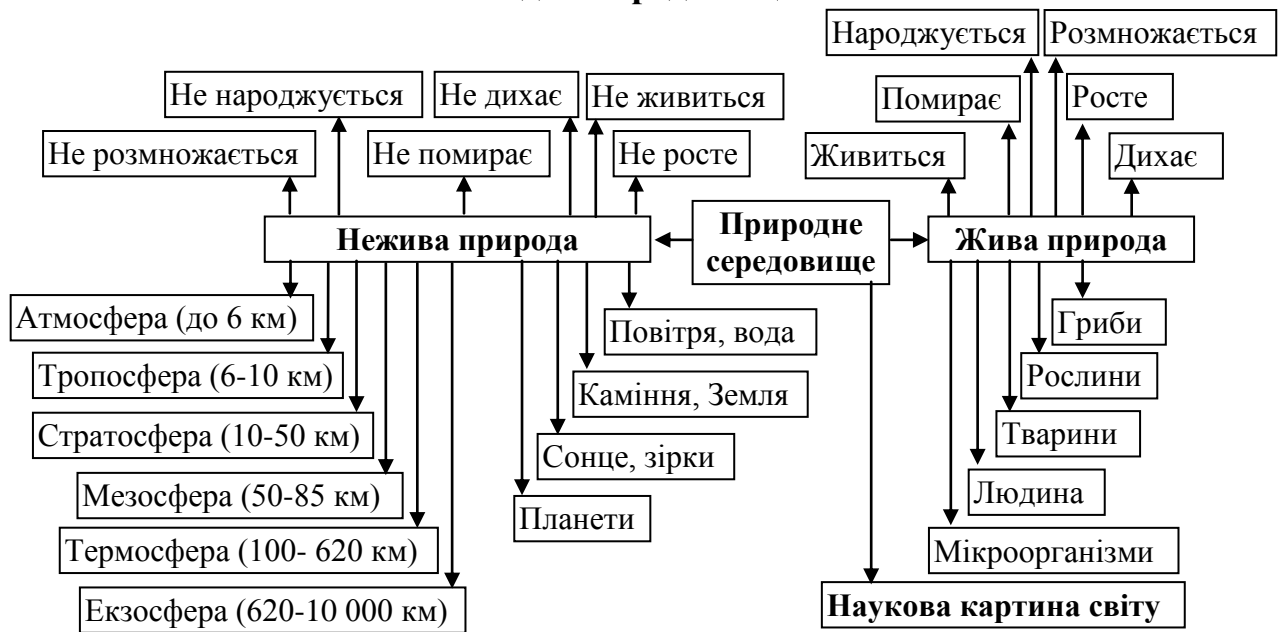 Народжується
Розмножається
Не народжується
Не дихає
Не живиться
Помирає
Росте
Не розмножається
Не помирає
Не росте
Живиться
Дихає
Нежива природа
Природне
середовище
Жива природа
Атмосфера (до 6 км)
Тропосфера (6-10 км)
Стратосфера (10-50 км)
Мезосфера (50-85 км)
Термосфера (100- 620 км)
Екзосфера (620-10 000 км)
Повітря, вода
Каміння, Земля
Сонце, зірки
Планети
Гриби
Рослини
Тварини
Людина
Мікроорганізми
Наукова картина світу